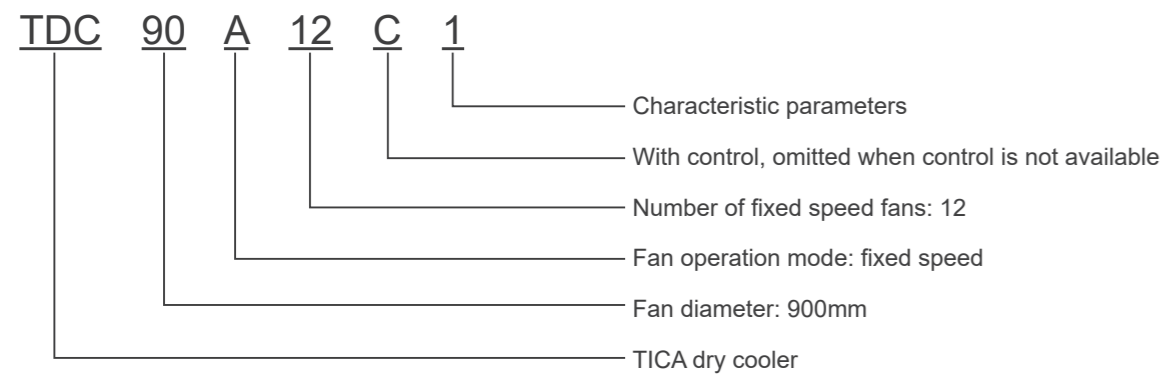 TDC 90 A 12 C 1
Characteristic parameters
With control, omitted when control is not available
Number of fixed speed fans: 12
Fan operation mode: fixed speed
Fan diameter: 900mm
TICA dry cooler